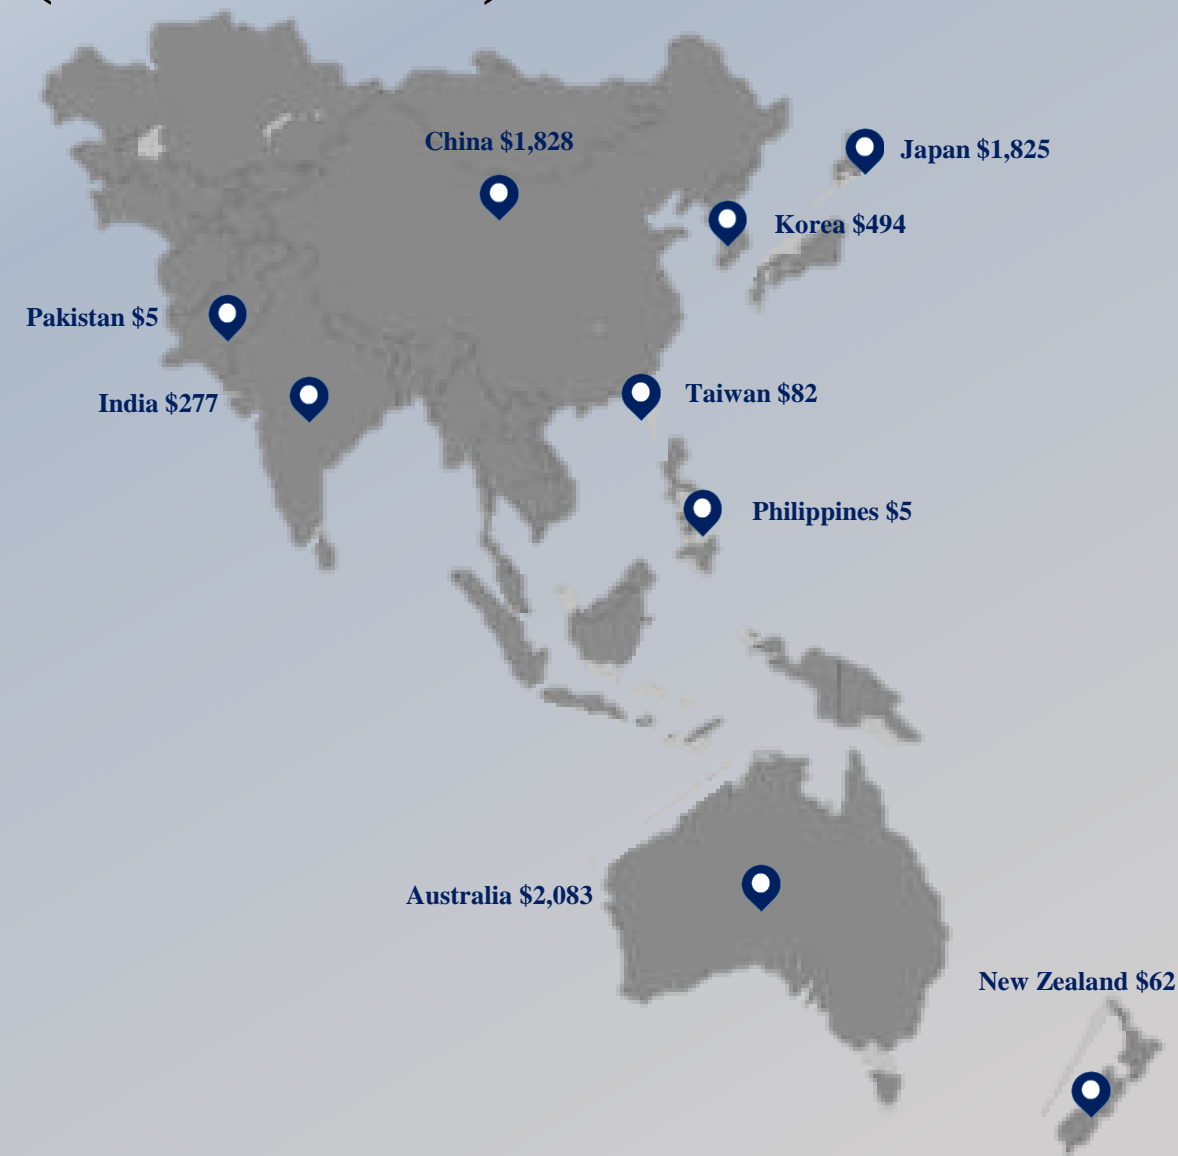 China $1,828
Japan $1,825
Korea $494
Pakistan $5
India $277
Taiwan $82
Philippines $5
Australia $2,083
New Zealand $62